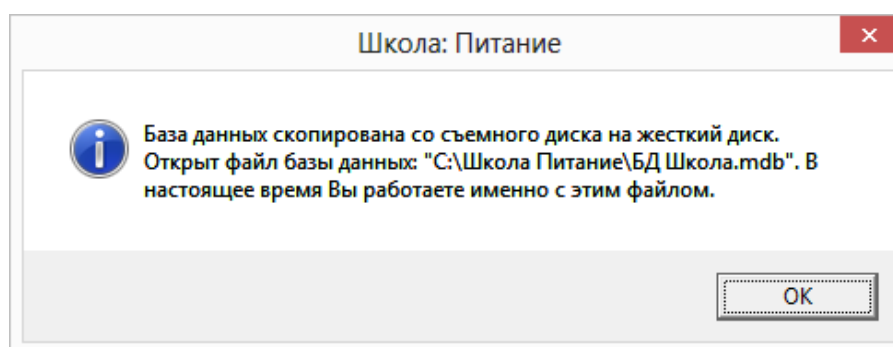 Школа: Питание
База данных скопирована со съемного диска на жесткий диск.
Открыт файл базы данных: "C:\Школа Питание\БД Школа.mdb". В
настоящее время Вы работаете именно с этим файлом.
OK